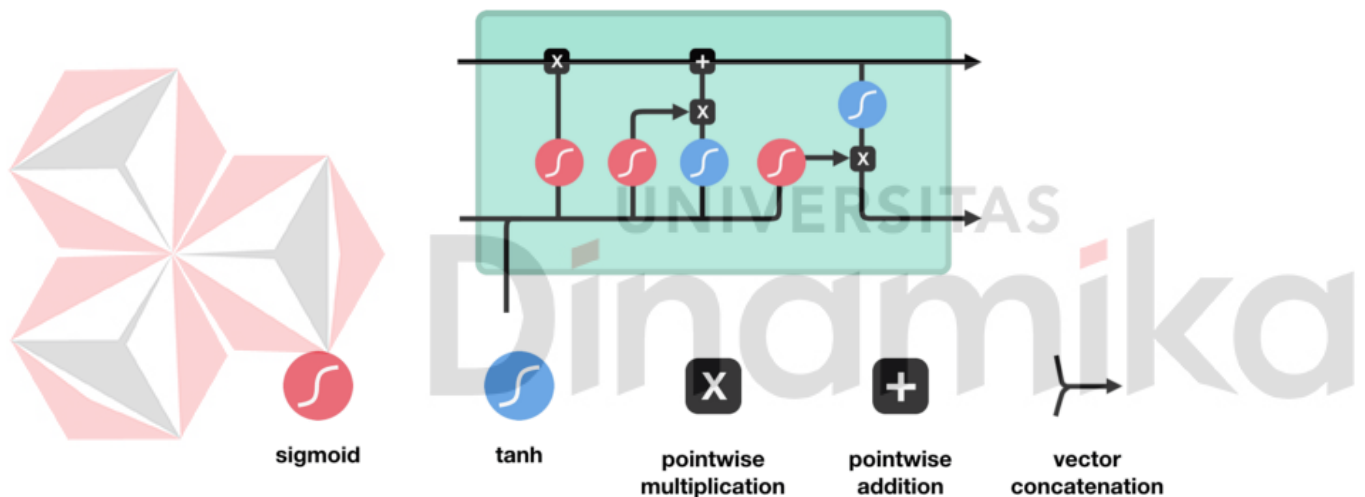 X
+
X
X
UNIVERSITAS
Dinamika
X
+
sigmoid
tanh
pointwise
multiplication
pointwise
addition
vector
concatenation